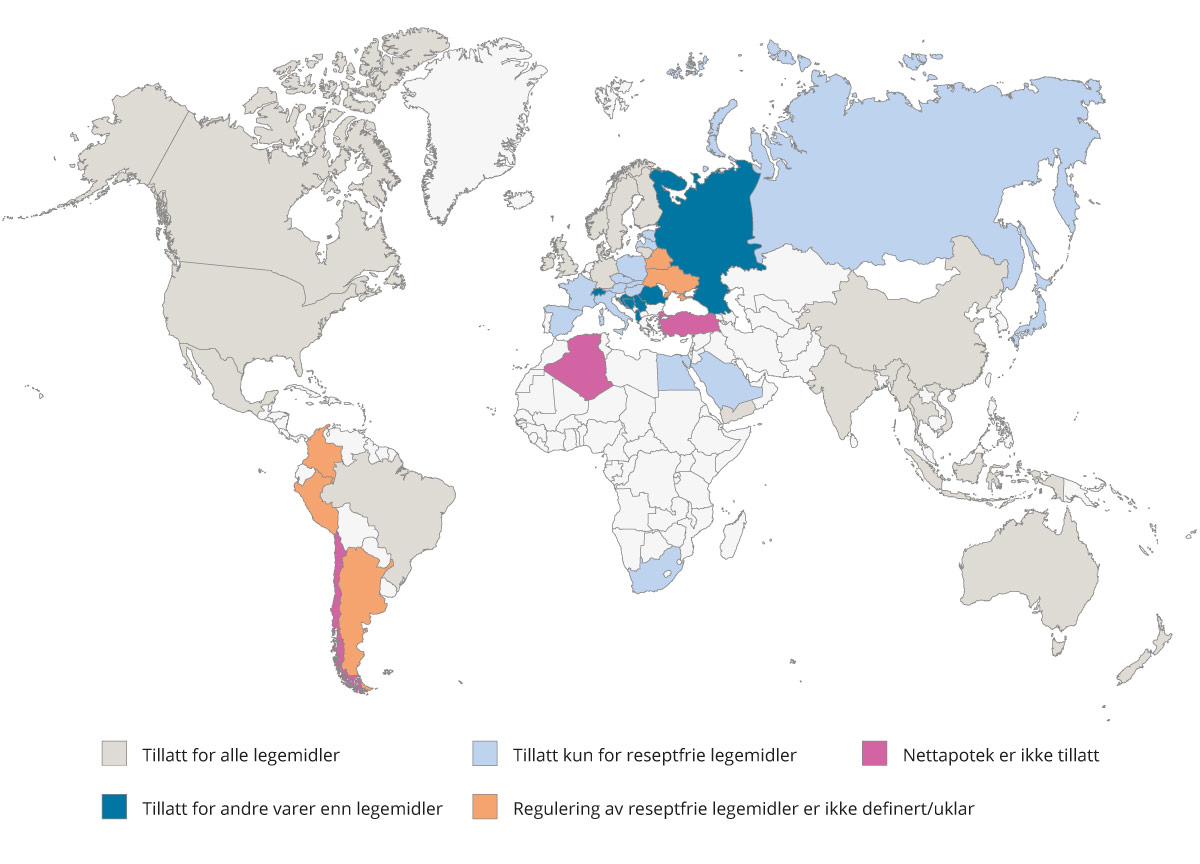 Tillatt for alle legemidler
Tillatt kun for reseptfrie legemidler
Nettapotek er ikke tillatt
Tillatt for andre varer enn legemidler
Regulering av reseptfrie legemidler er ikke definert/uklar